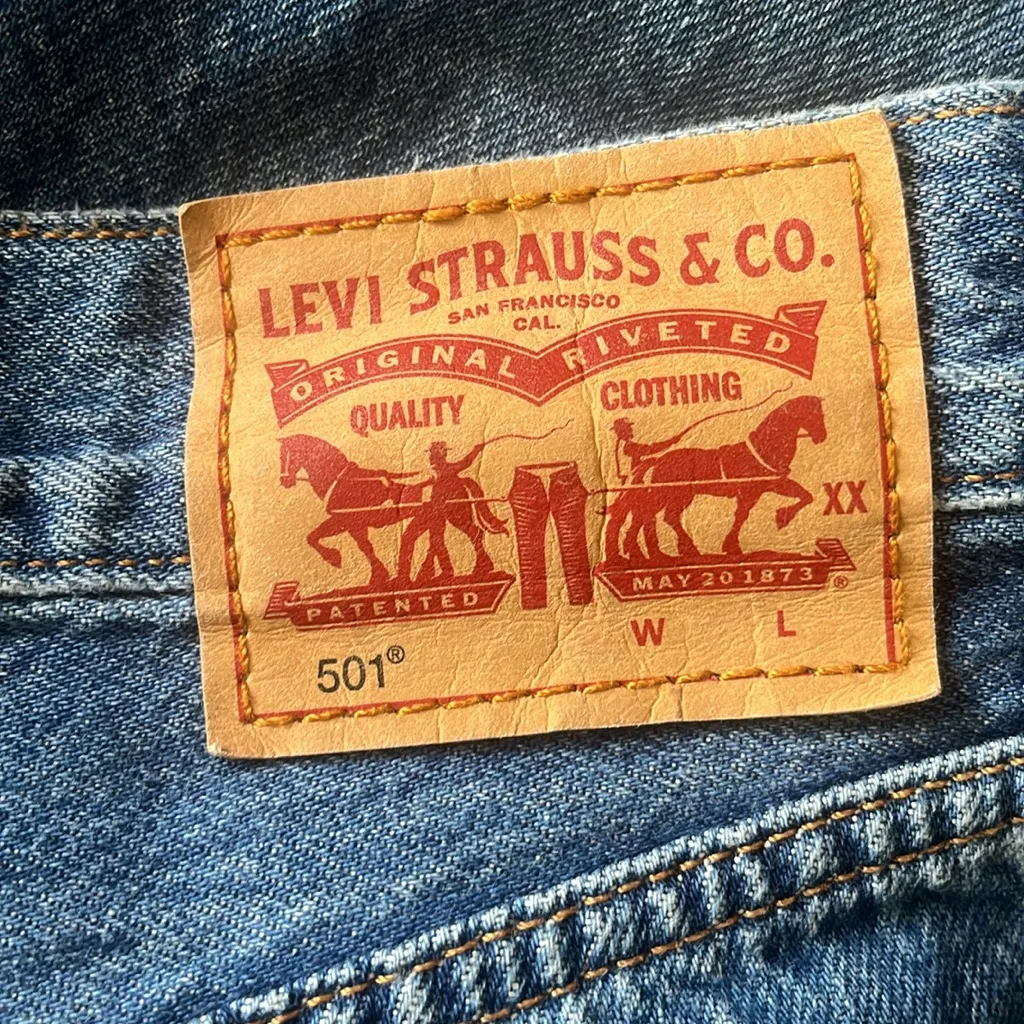 LEVI STRAUSS & CO.
SAN FRANCISCO
CAL.
ORIGINAL RIVETED
QUALITY CLOTHING
XX
PATENTED MAY 20 1873 ®
W L
501®